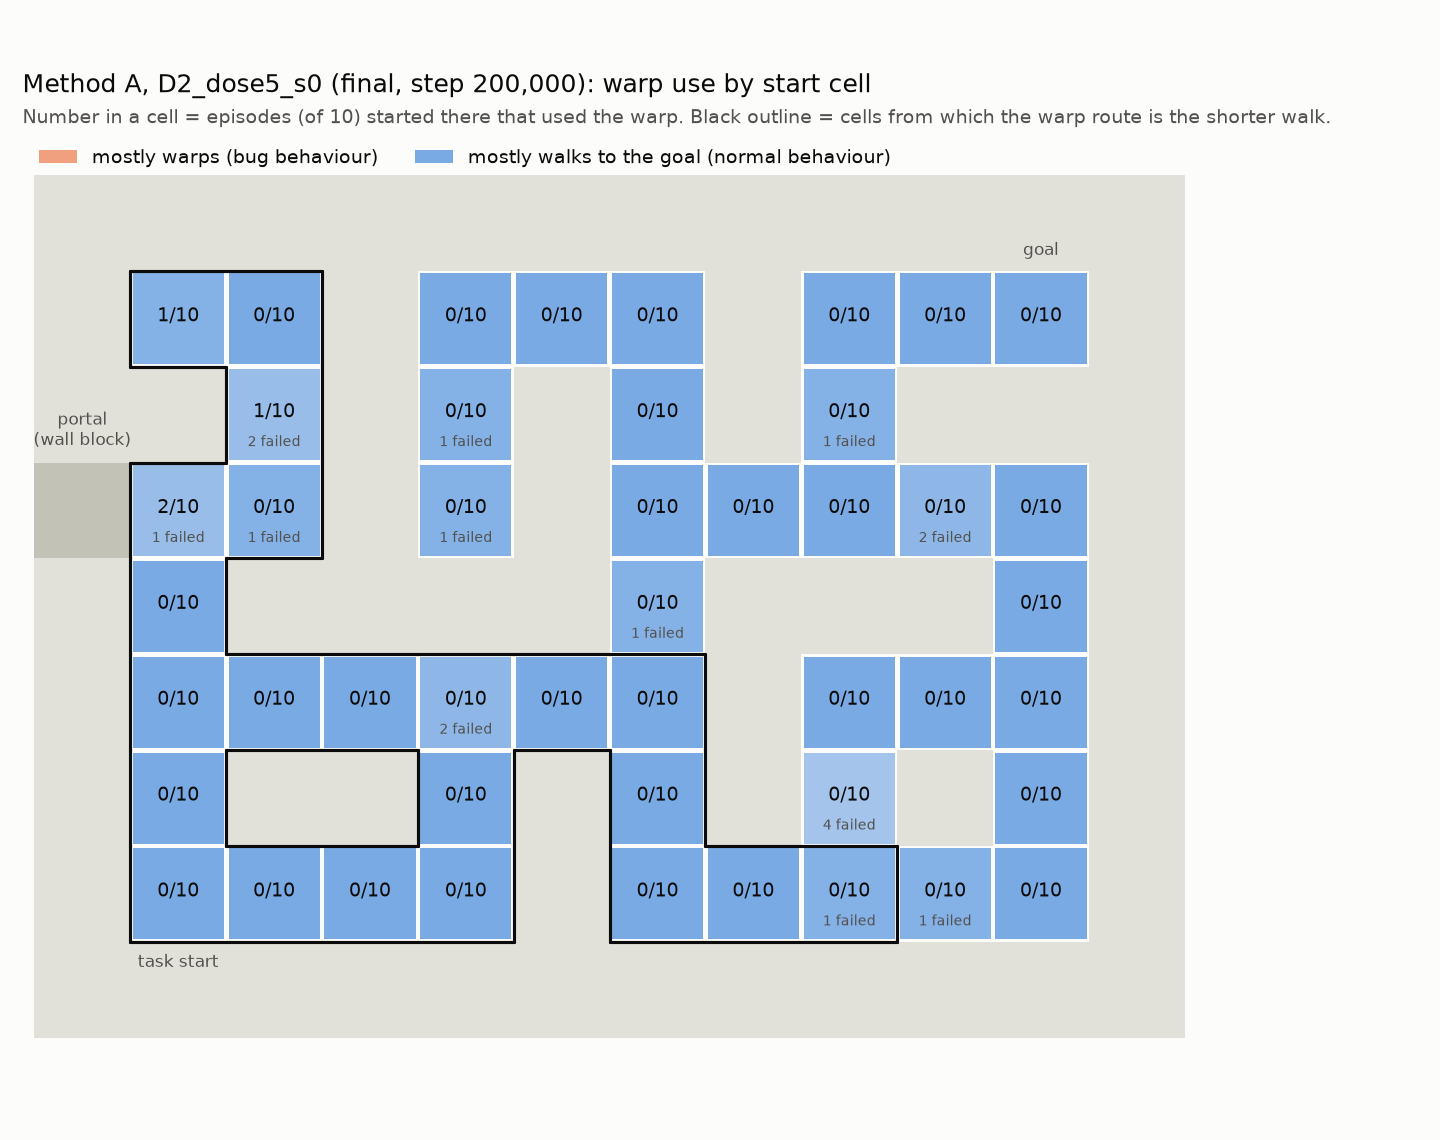 Method A, D2_dose5_s0 (final, step 200,000): warp use by start cell
Number in a cell = episodes (of 10) started there that used the warp. Black outline = cells from which the warp route is the shorter walk.
mostly warps (bug behaviour) mostly walks to the goal (normal behaviour)
goal
1/10 0/10 0/10 0/10 0/10 0/10 0/10 0/10
portal
(wall block)
1/10 0/10 0/10 0/10
2 failed 1 failed 1 failed
2/10 0/10 0/10 0/10 0/10 0/10 0/10 0/10
1 failed 1 failed 1 failed 2 failed
0/10 0/10 0/10
1 failed
0/10 0/10 0/10 0/10 0/10 0/10 0/10 0/10 0/10
2 failed
0/10 0/10 0/10 0/10 0/10
4 failed
0/10 0/10 0/10 0/10 0/10 0/10 0/10 0/10 0/10
1 failed 1 failed
task start